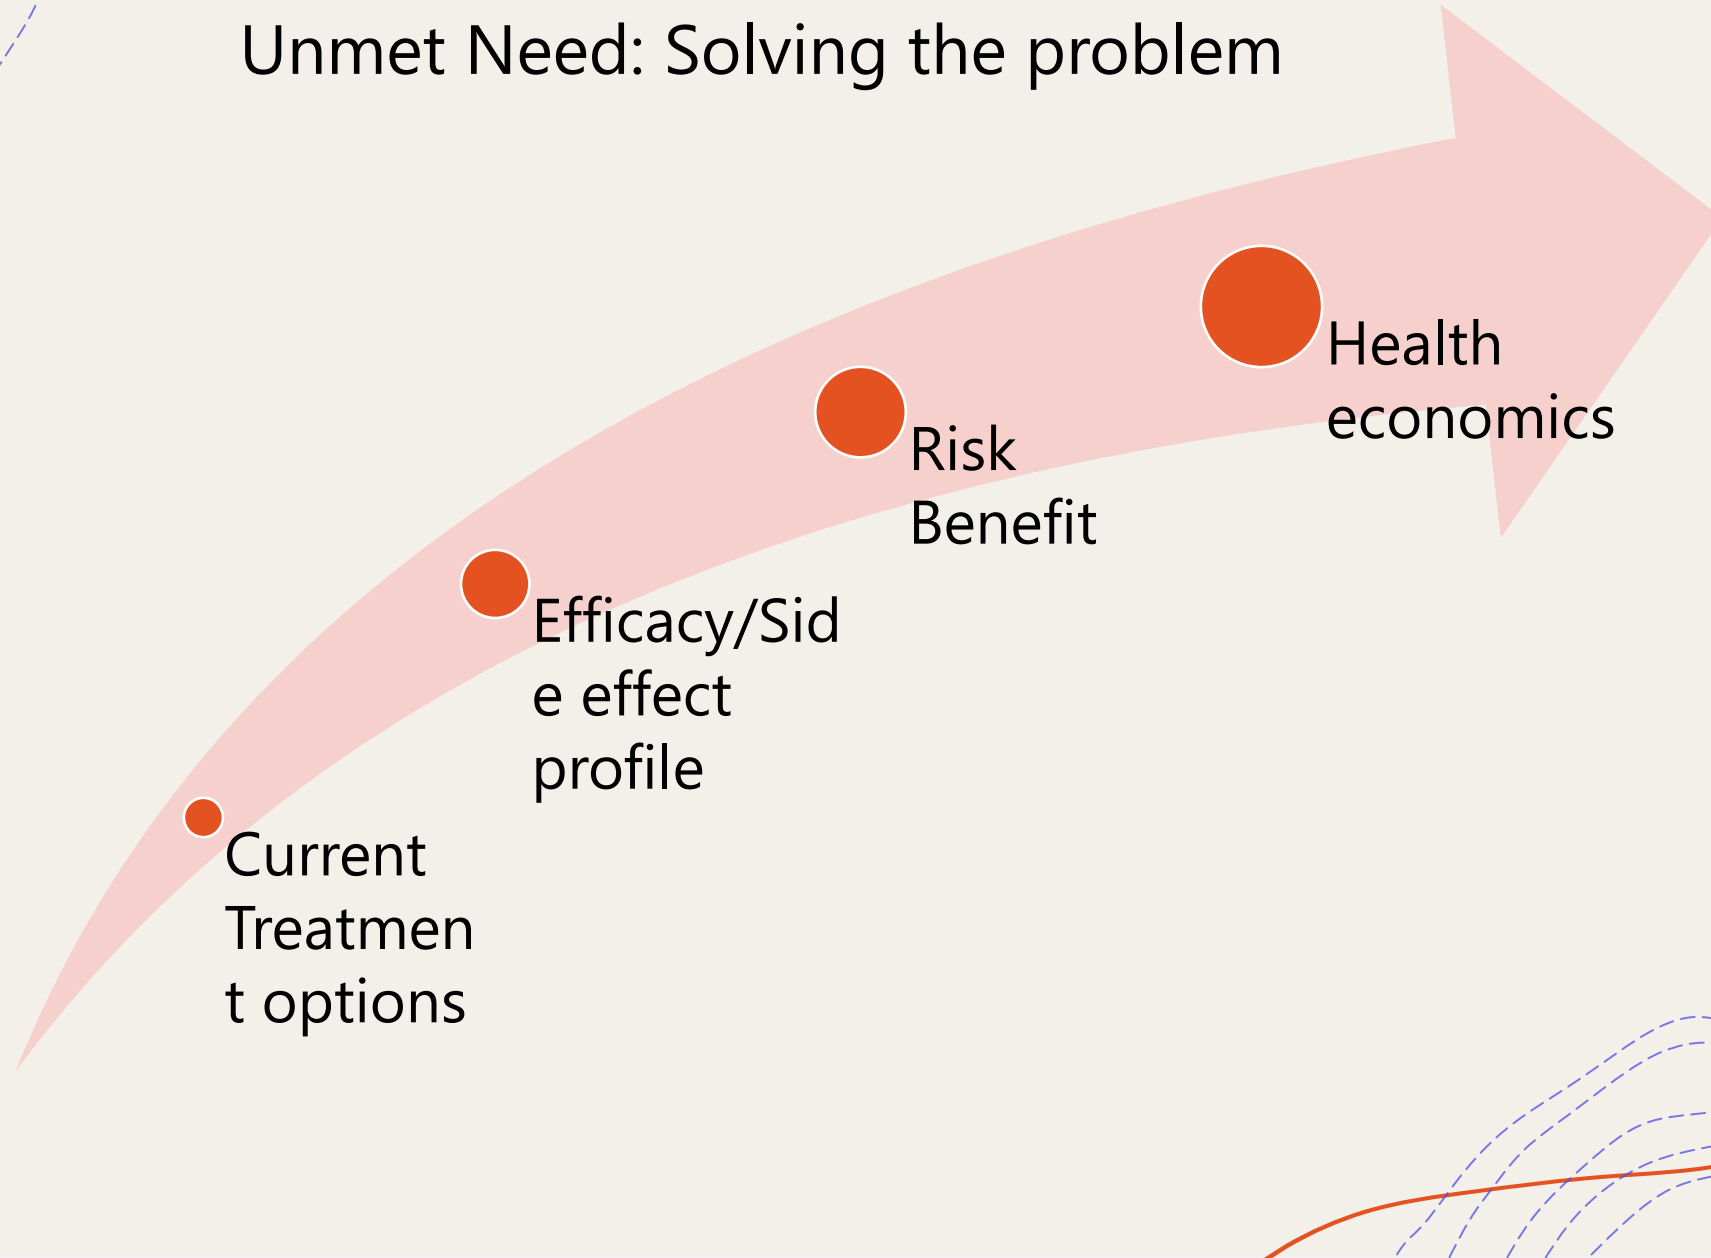 Unmet Need: Solving the problem
Current
Treatmen
t options
Efficacy/Sid
e effect
profile
Risk
Benefit
Health
economics